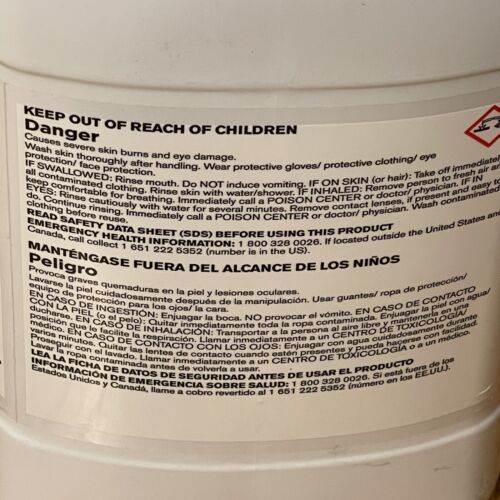 KEEP OUT OF REACH OF CHILDREN
Danger
Causes severe skin burns and eye damage.
Wash skin thoroughly after handling. Wear protective gloves/ protective clothing/ eye
protection/ face protection.
IF SWALLOWED: Rinse mouth. Do NOT induce vomiting. IF ON SKIN (or hair): Take off immediately
all contaminated clothing. Rinse skin with water/shower. IF INHALED: Remove person to fresh air and
keep comfortable for breathing. Immediately call a POISON CENTER or doctor/ physician. IF IN
EYES: Rinse cautiously with water for several minutes. Remove contact lenses, if present and easy to
do. Continue rinsing. Immediately call a POISON CENTER or doctor/ physician. Wash contaminated
clothing before reuse.
READ SAFETY DATA SHEET (SDS) BEFORE USING THIS PRODUCT
EMERGENCY HEALTH INFORMATION: 1 800 328 0026. If located outside the United States and
Canada, call collect 1 651 222 5352 (number is in the US).
MANTÉNGASE FUERA DEL ALCANCE DE LOS NIÑOS
Peligro
Provoca graves quemaduras en la piel y lesiones oculares.
Lavarse la piel cuidadosamente después de la manipulación. Usar guantes/ ropa de protección/
equipo de protección para los ojos/ la cara.
EN CASO DE INGESTIÓN: Enjuagar la boca. NO provocar el vómito. EN CASO DE CONTACTO
CON LA PIEL (o el pelo): Quitar inmediatamente toda la ropa contaminada. Enjuagar la piel con agua/
ducharse. EN CASO DE INHALACIÓN: Transportar a la persona al aire libre y mantenerla en una
posición que le facilite la respiración. Llamar inmediatamente a un CENTRO DE TOXICOLOGÍA/
médico. EN CASO DE CONTACTO CON LOS OJOS: Enjuagar con agua cuidadosamente durante
varios minutos. Quitar las lentes de contacto cuando estén presentes y pueda hacerse con facilidad.
Proseguir con el lavado. Llamar inmediatamente a un CENTRO DE TOXICOLOGÍA o a un médico.
Lavar la ropa contaminada antes de volverla a usar.
LEA LA FICHA DE DATOS DE SEGURIDAD ANTES DE USAR EL PRODUCTO
INFORMACIÓN DE EMERGENCIA SOBRE SALUD: 1 800 328 0026. Si está fuera de los
Estados Unidos y Canadá, llame a cobro revertido al 1 651 222 5352 (número en los EE.UU.).